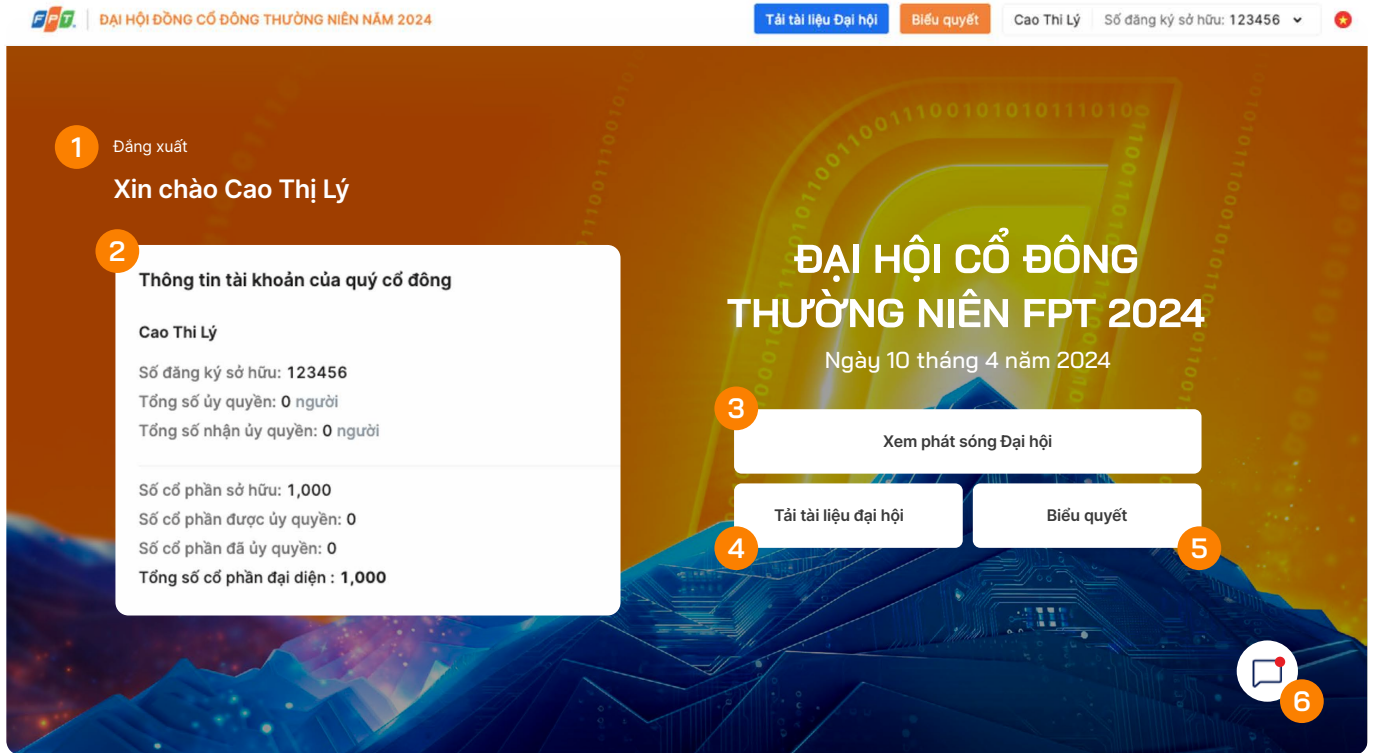 FPT. ĐẠI HỘI ĐỒNG CỔ ĐÔNG THƯỜNG NIÊN NĂM 2024
Tải tài liệu Đại hội
Biểu quyết
Cao Thi Lý Số đăng ký sở hữu: 123456
1 Đăng xuất
Xin chào Cao Thị Lý
2
Thông tin tài khoản của quý cổ đông
Cao Thi Lý
Số đăng ký sở hữu: 123456
Tổng số ủy quyền: 0 người
Tổng số nhận ủy quyền: 0 người
Số cổ phần sở hữu: 1,000
Số cổ phần được ủy quyền: 0
Số cổ phần đã ủy quyền: 0
Tổng số cổ phần đại diện : 1,000
ĐẠI HỘI CỔ ĐÔNG
THƯỜNG NIÊN FPT 2024
Ngày 10 tháng 4 năm 2024
3
Xem phát sóng Đại hội
Tải tài liệu đại hội
4
Biểu quyết
5
6